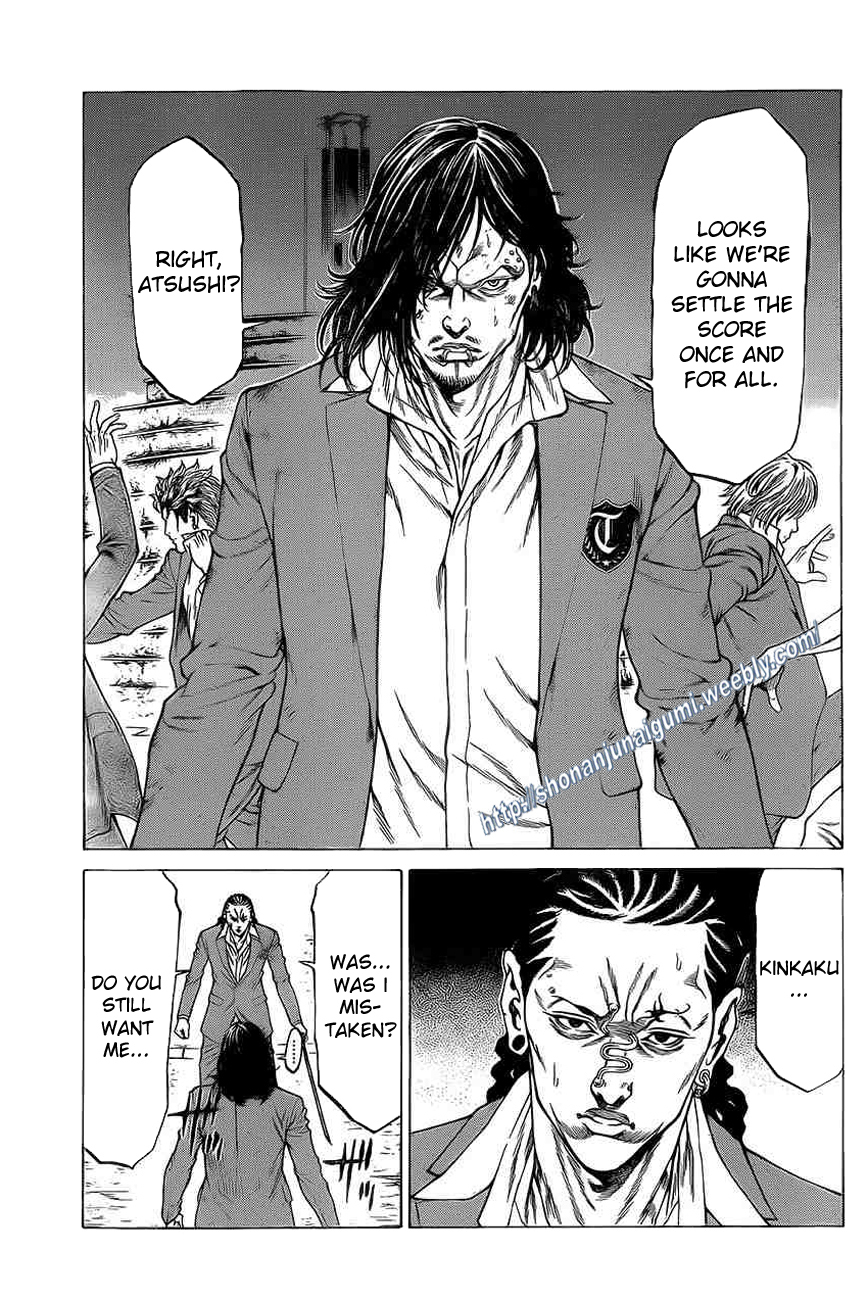 LOOKS
LIKE WE'RE
GONNA
SETTLE THE
SCORE
ONCE AND
FOR ALL.
RIGHT,
ATSUSHI?
T
http://shonanjunaigumi.weebly.com/
KINKAKU
...
WAS...
WAS I
MIS-
TAKEN?
......
DO YOU
STILL
WANT
ME...